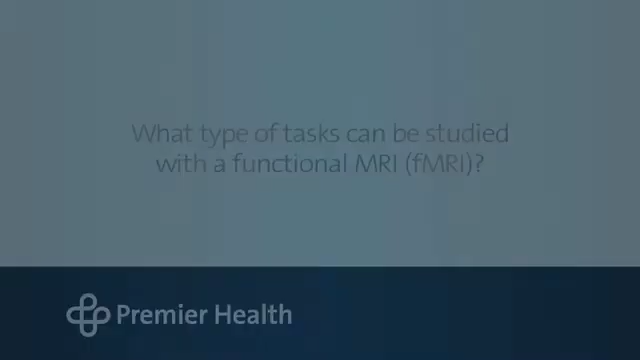 What type of tasks can be studied
with a functional MRI (fMRI)?
Premier Health